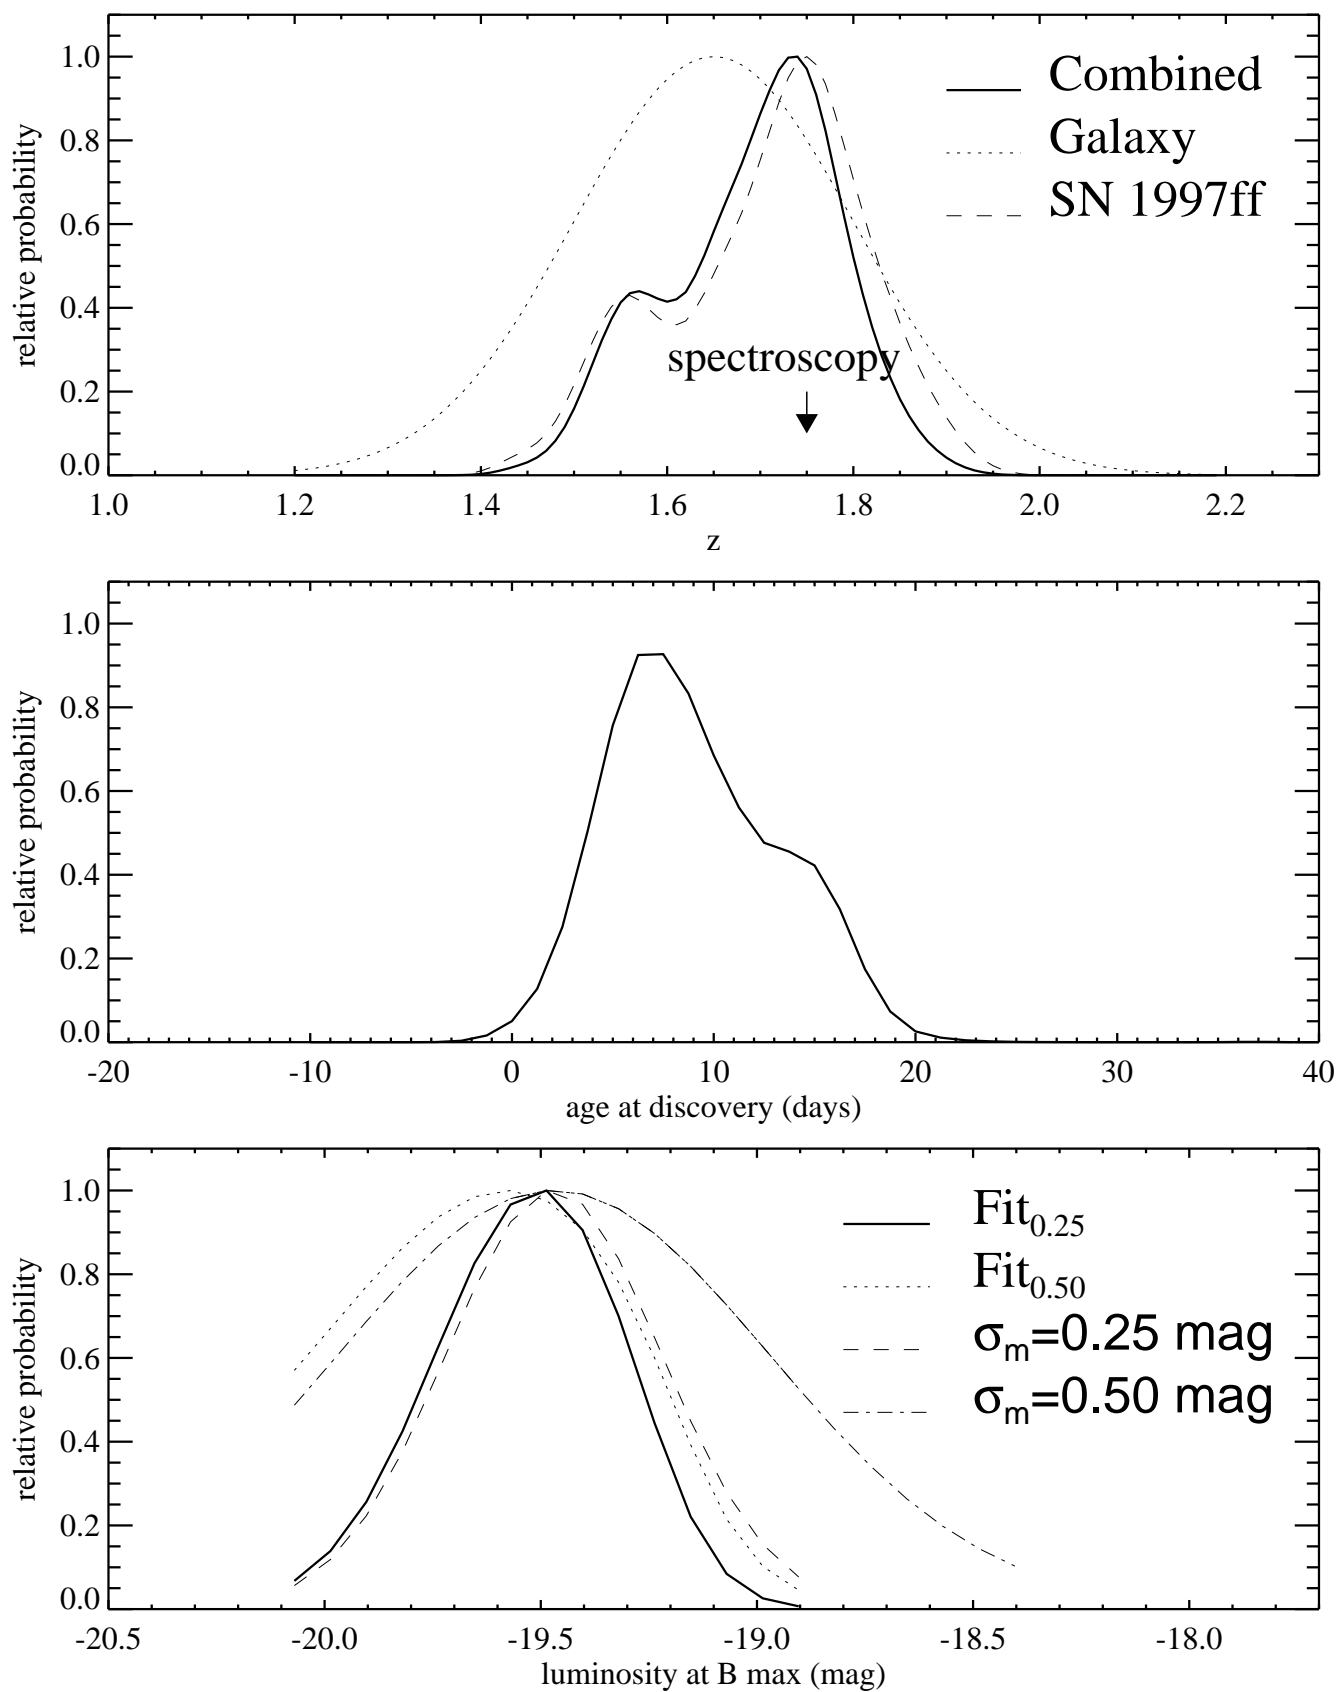 1.0
0.8
0.6
0.4
0.2
0.0
relative probability
Combined
Galaxy
SN 1997ff
spectroscopy
1.0 1.2 1.4 1.6 1.8 2.0 2.2
z
1.0
0.8
0.6
0.4
0.2
0.0
relative probability
-20 -10 0 10 20 30 40
age at discovery (days)
1.0
0.8
0.6
0.4
0.2
0.0
relative probability
Fit0.25
Fit0.50
σm=0.25 mag
σm=0.50 mag
-20.5 -20.0 -19.5 -19.0 -18.5 -18.0
luminosity at B max (mag)